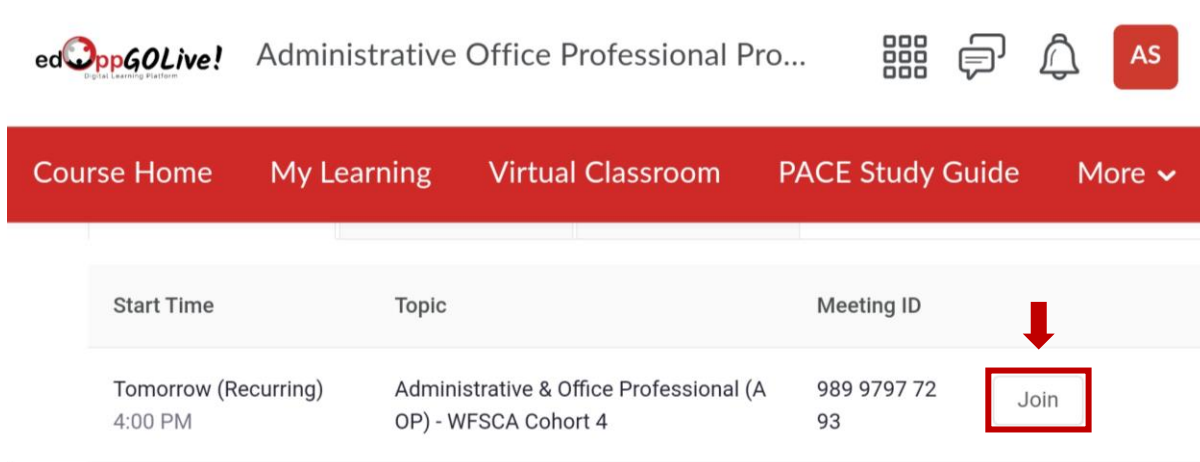 edOppGOLive!
Digital Learning Platform
Administrative Office Professional Pro...
AS
Course Home My Learning Virtual Classroom PACE Study Guide More
Start Time Topic Meeting ID
Tomorrow (Recurring) Administrative & Office Professional (A 989 9797 72
4:00 PM OP) - WFSCA Cohort 4 93
Join